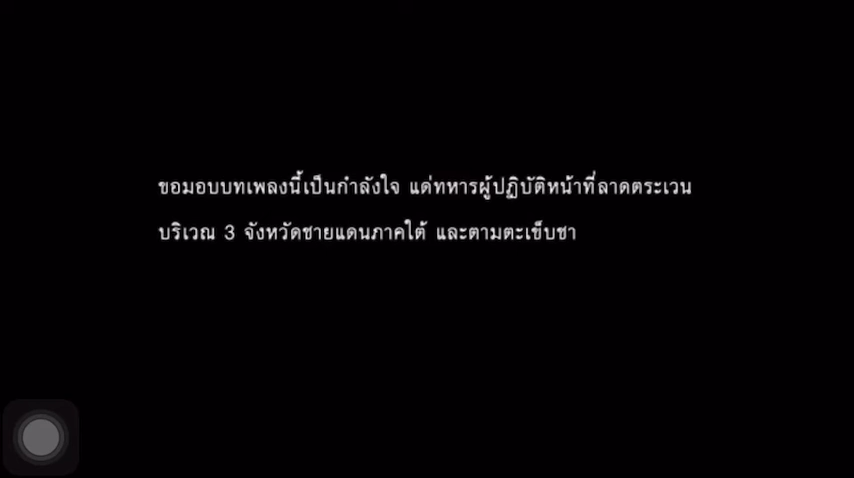 ขอมอบบทเพลงนี้เป็นกำลังใจ แด่ทหารผู้ปฏิบัติหน้าที่ลาดตระเวน
บริเวณ 3 จังหวัดชายแดนภาคใต้ และตามตะเข็บชา